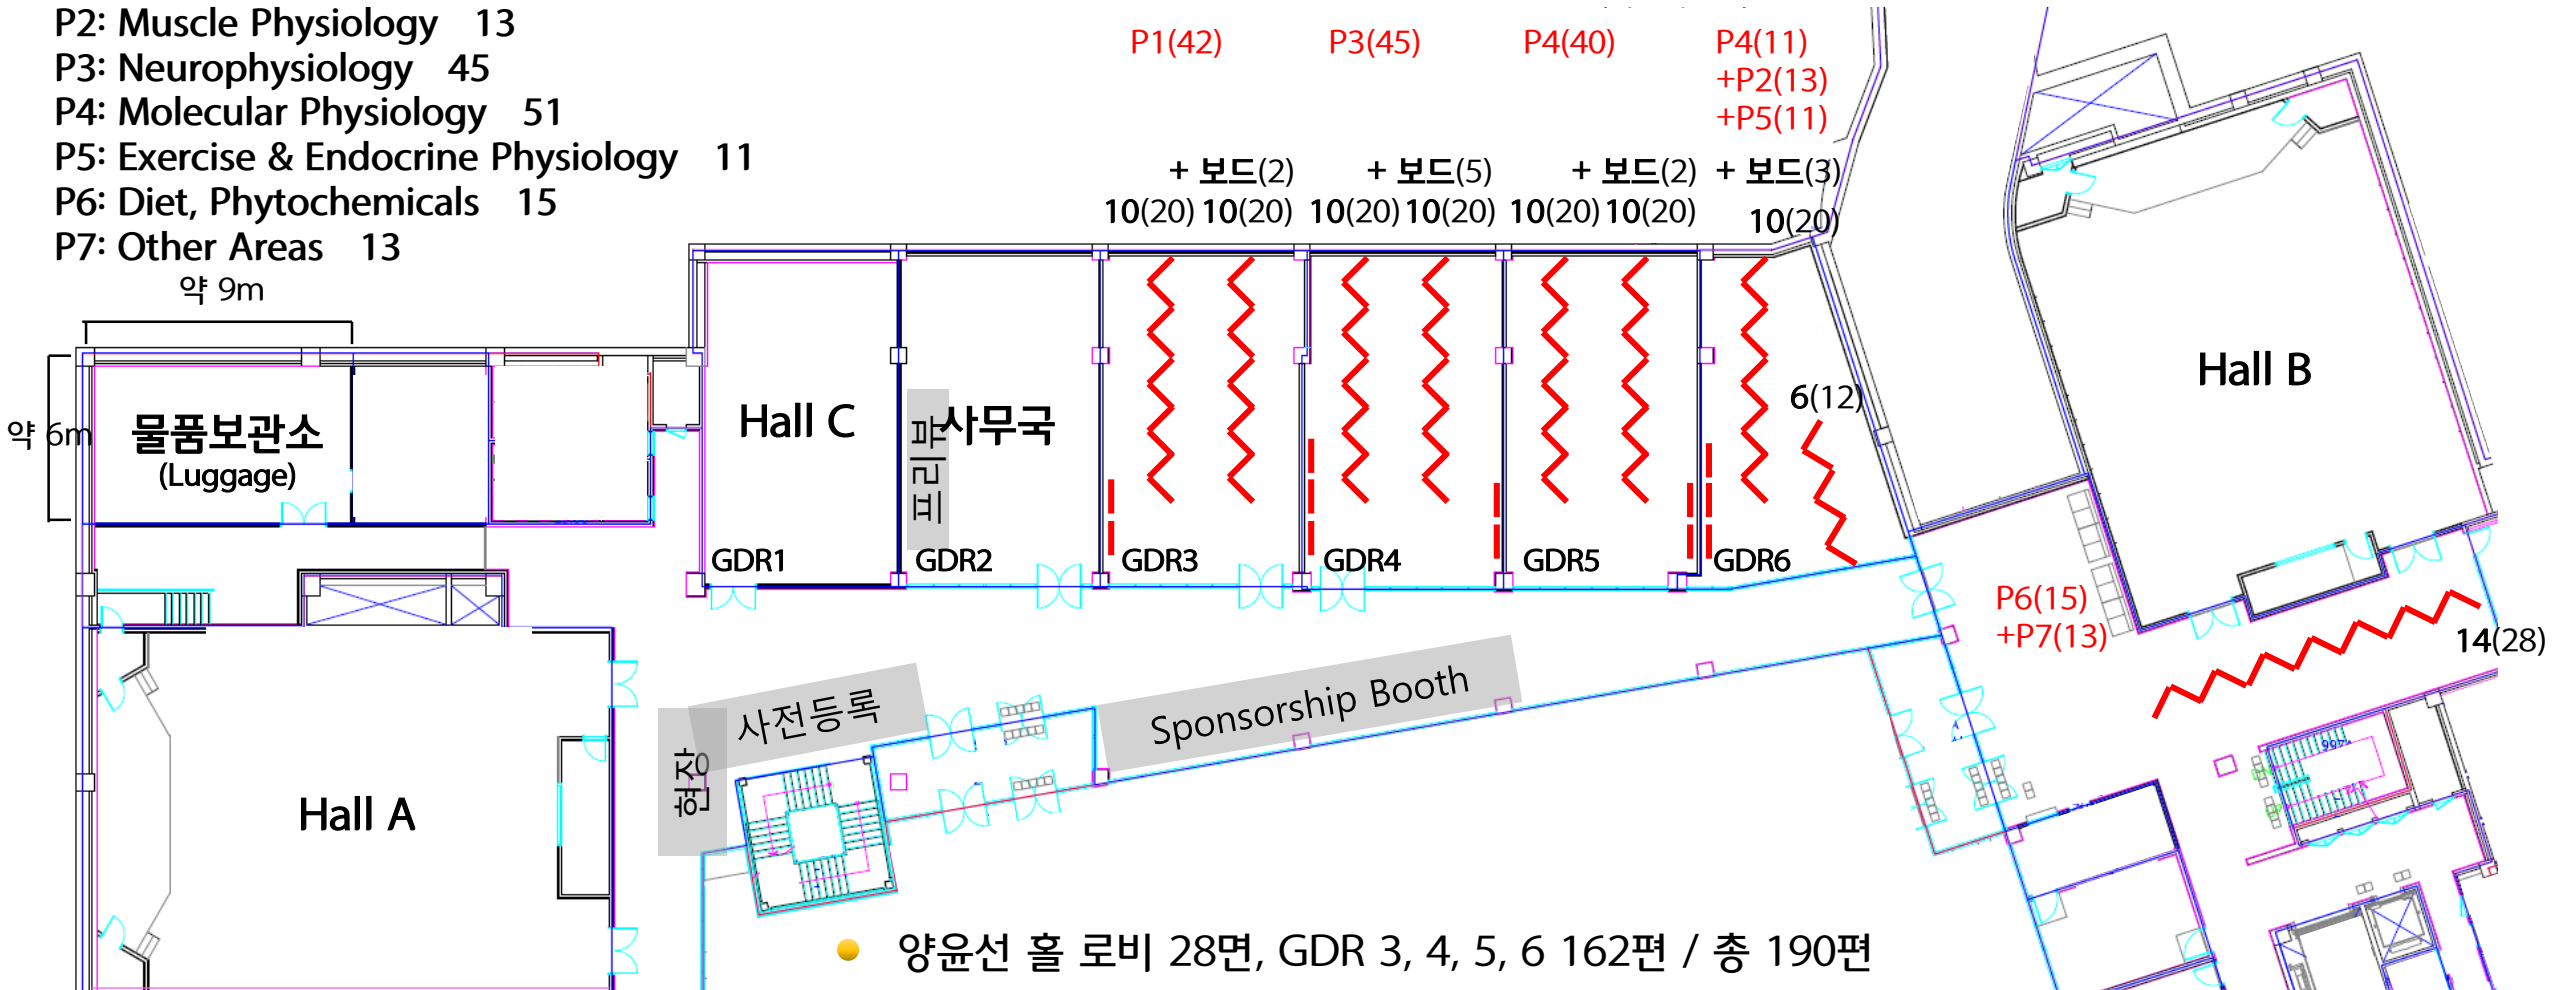 P2: Muscle Physiology 13
P3: Neurophysiology 45
P4: Molecular Physiology 51
P5: Exercise & Endocrine Physiology 11
P6: Diet, Phytochemicals 15
P7: Other Areas 13
P1(42)
P3(45)
P4(40)
P4(11)
+P2(13)
+P5(11)
+ 보드(2)
+ 보드(5)
+ 보드(2)
+ 보드(3)
10(20) 10(20)
10(20) 10(20)
10(20) 10(20)
10(20)
약 9m
약 6m
물품보관소
(Luggage)
Hall C
프리뷰
사무국
6(12)
Hall B
GDR1
GDR2
GDR3
GDR4
GDR5
GDR6
P6(15)
+P7(13)
14(28)
사전등록
현장
Sponsorship Booth
Hall A
양윤선 홀 로비 28면, GDR 3, 4, 5, 6 162편 / 총 190편